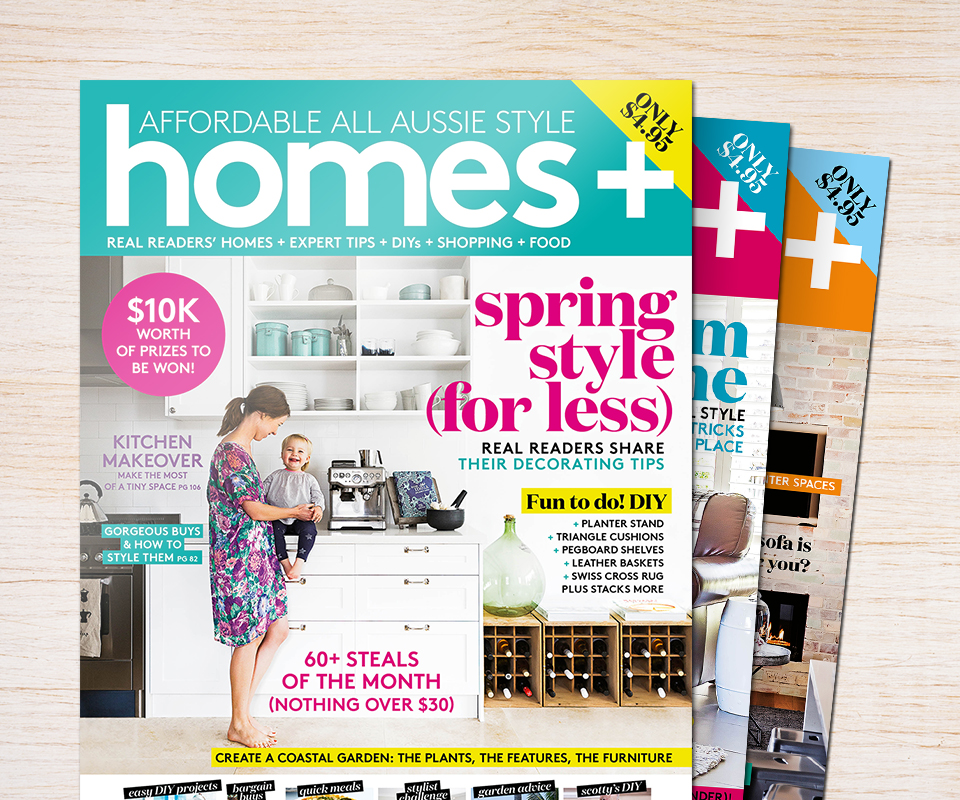 AFFORDABLE ALL AUSSIE STYLE
homes +
REAL READERS' HOMES + EXPERT TIPS + DIYs + SHOPPING + FOOD
ONLY
$4.95
$10K
WORTH
OF PRIZES TO
BE WON!
spring
style
(for less)
REAL READERS SHARE
THEIR DECORATING TIPS
KITCHEN
MAKEOVER
MAKE THE MOST
OF A TINY SPACE PG 106
GORGEOUS BUYS
& HOW TO
STYLE THEM PG 82
Fun to do! DIY
+ PLANTER STAND
+ TRIANGLE CUSHIONS
+ PEGBOARD SHELVES
+ LEATHER BASKETS
+ SWISS CROSS RUG
PLUS STACKS MORE
60+ STEALS
OF THE MONTH
(NOTHING OVER $30)
CREATE A COASTAL GARDEN: THE PLANTS, THE FEATURES, THE FURNITURE
easy DIY projects
bargain
buys
quick meals
stylist
challenge
garden advice
scotty's DIY
ONLY
$4.95
+
STYLE
TRICKS
PLACE
ONLY
$4.95
+
SPACES
sofa is
you?